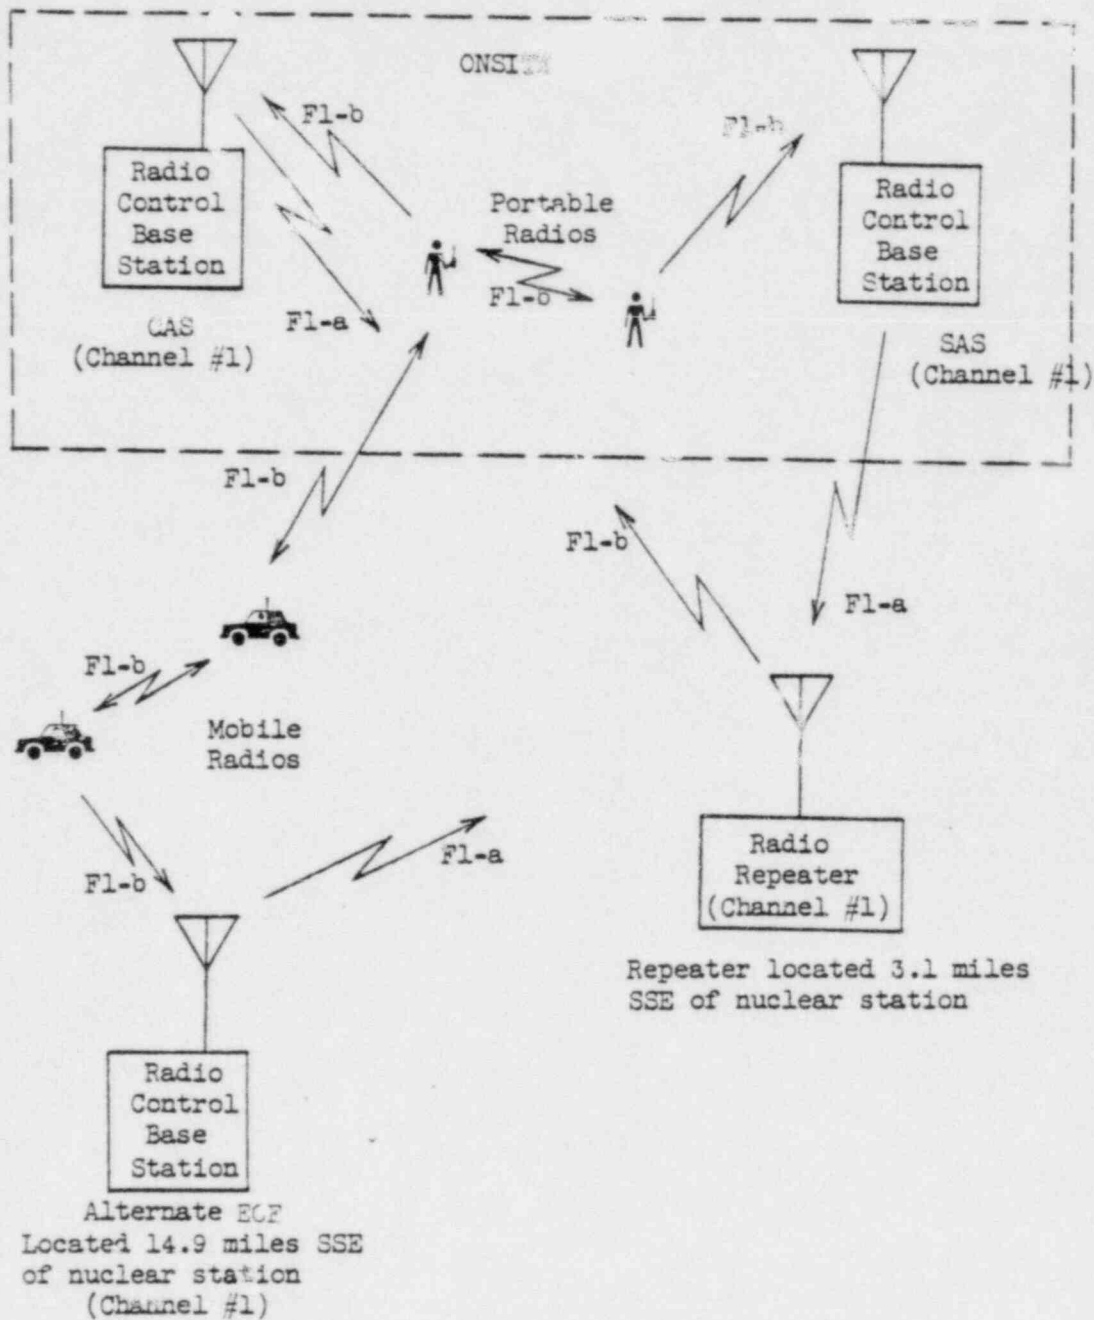 ONSITE
F1-b
F1-b
Radio
Control
Base
Station
Portable
Radios
Radio
Control
Base
Station
F1-b
F1-a
CAS
(Channel #1)
SAS
(Channel #1)
F1-b
F1-b
F1-a
F1-b
Mobile
Radios
F1-b
F1-a
Radio
Repeater
(Channel #1)
Repeater located 3.1 miles
SSE of nuclear station
Radio
Control
Base
Station
Alternate EOF
Located 14.9 miles SSE
of nuclear station
(Channel #1)